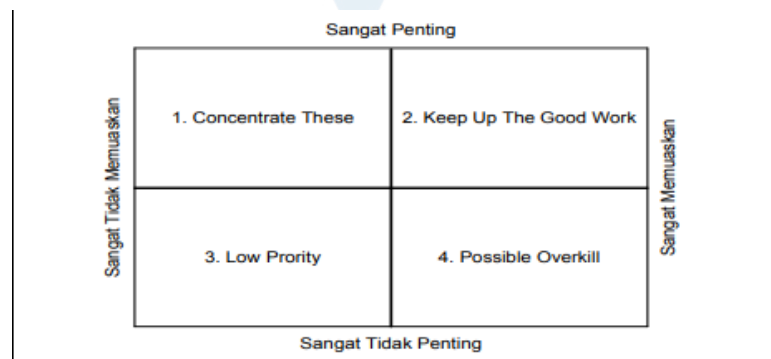 Sangat Penting
Sangat Tidak Memuaskan
1. Concentrate These
2. Keep Up The Good Work
Sangat Memuaskan
3. Low Prority
4. Possible Overkill
Sangat Tidak Penting